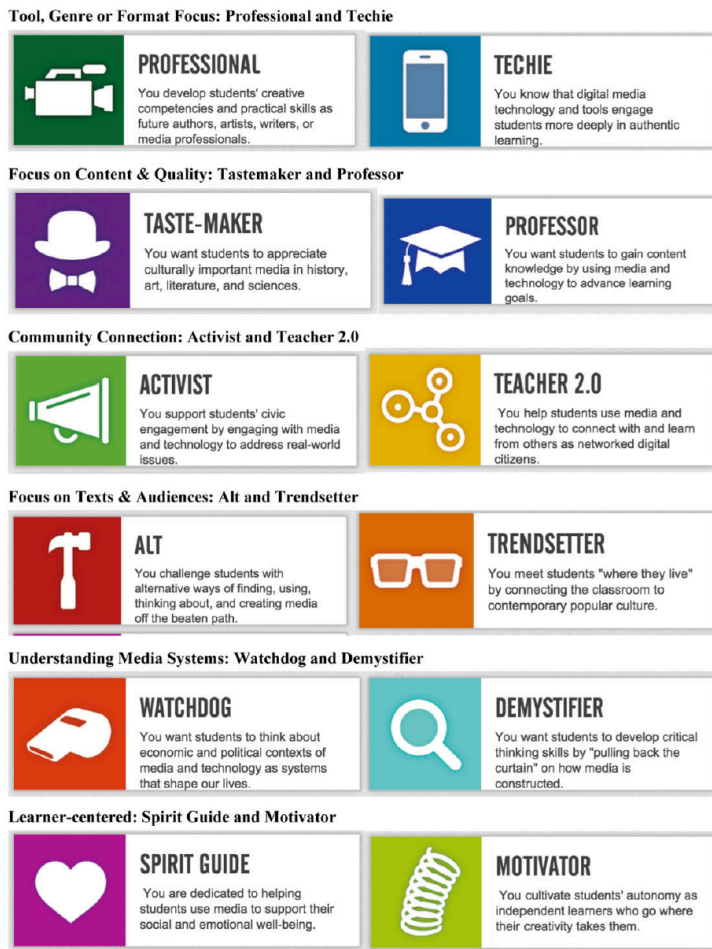 Tool, Genre or Format Focus: Professional and Techie
PROFESSIONAL
You develop students' creative
competencies and practical skills as
future authors, artists, writers, or
media professionals.
TECHIE
You know that digital media
technology and tools engage
students more deeply in authentic
learning.
Focus on Content & Quality: Tastemaker and Professor
TASTE-MAKER
You want students to appreciate
culturally important media in history,
art, literature, and sciences.
PROFESSOR
You want students to gain content
knowledge by using media and
technology to advance learning
goals.
Community Connection: Activist and Teacher 2.0
ACTIVIST
You support students' civic
engagement by engaging with media
and technology to address real-world
issues.
TEACHER 2.0
You help students use media and
technology to connect with and learn
from others as networked digital
citizens.
Focus on Texts & Audiences: Alt and Trendsetter
ALT
You challenge students with
alternative ways of finding, using,
thinking about, and creating media
off the beaten path.
TRENDSETTER
You meet students "where they live"
by connecting the classroom to
contemporary popular culture.
Understanding Media Systems: Watchdog and Demystifier
WATCHDOG
You want students to think about
economic and political contexts of
media and technology as systems
that shape our lives.
DEMYSTIFIER
You want students to develop critical
thinking skills by "pulling back the
curtain" on how media is
constructed.
Learner-centered: Spirit Guide and Motivator
SPIRIT GUIDE
You are dedicated to helping
students use media to support their
social and emotional well-being.
MOTIVATOR
You cultivate students' autonomy as
independent learners who go where
their creativity takes them.